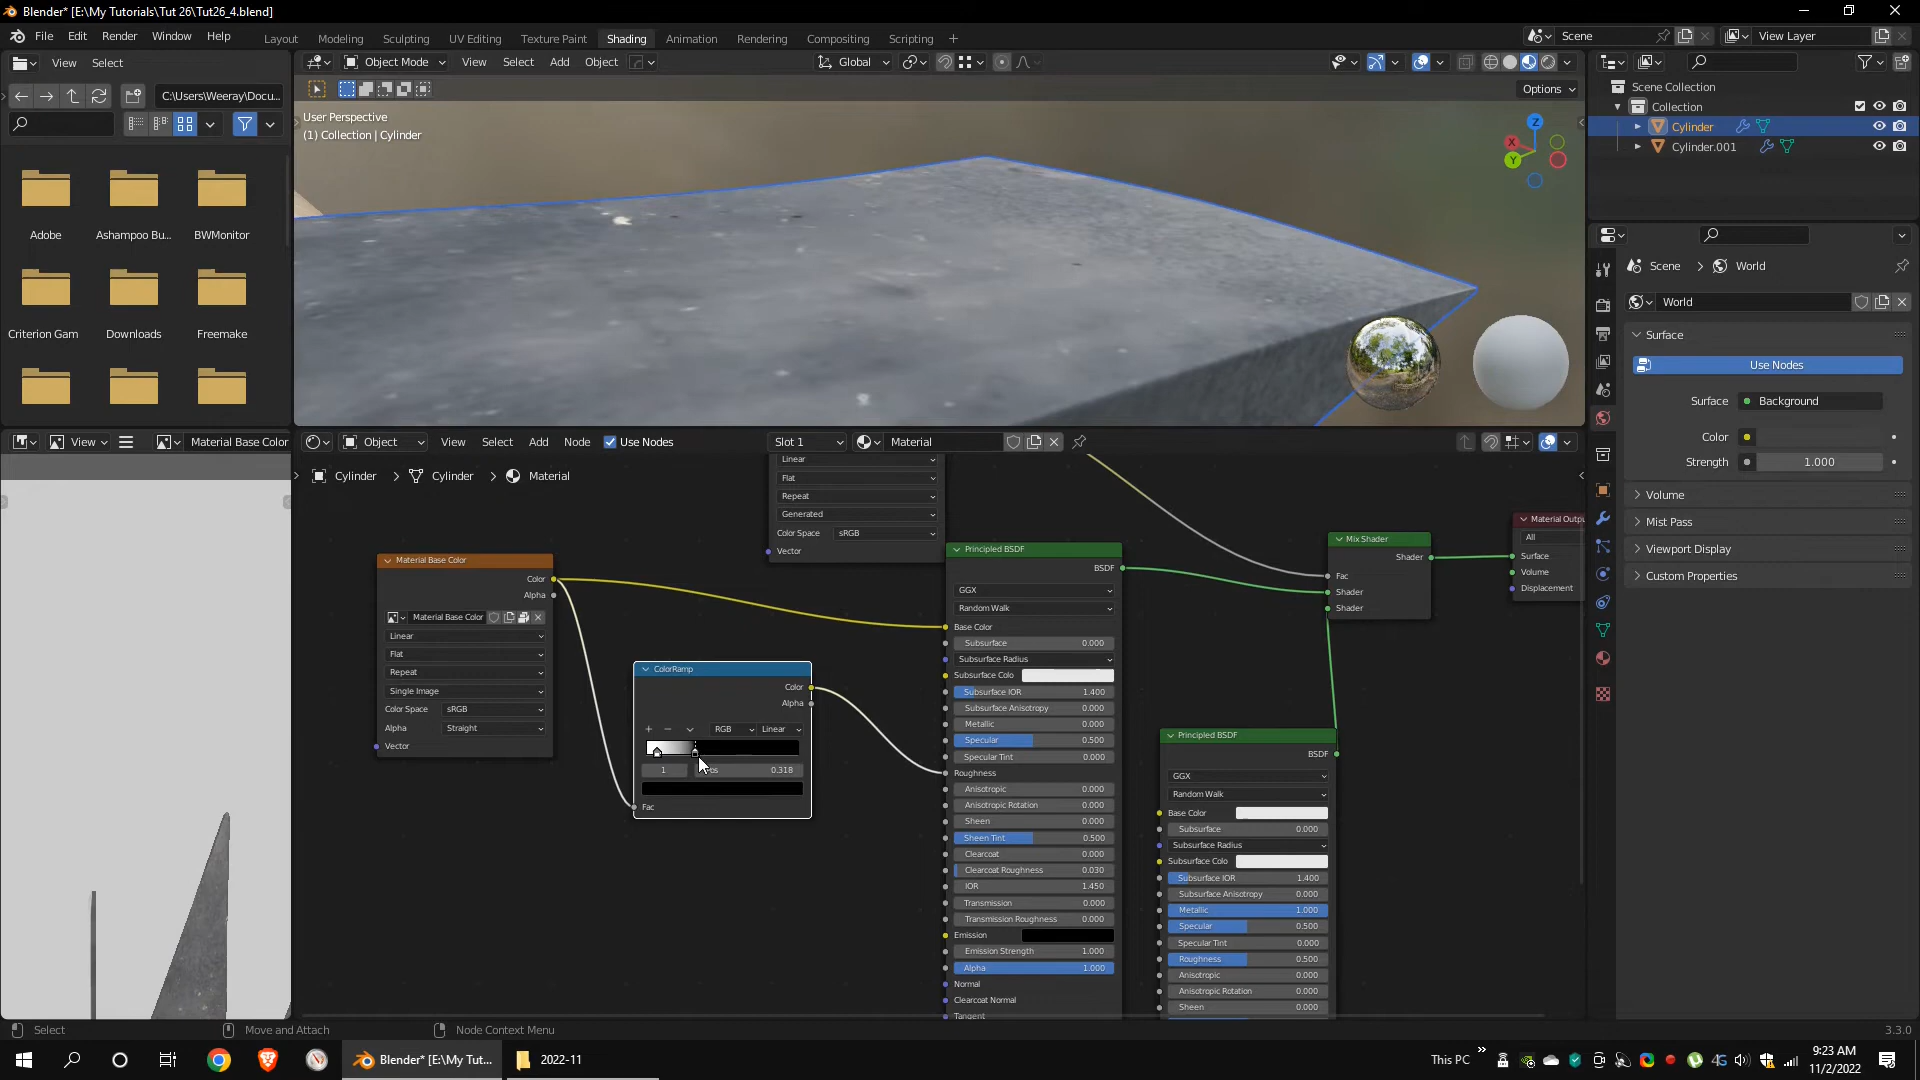 Blender* [E:\My Tutorials\Tut 26\Tut26_4.blend]
File Edit Render Window Help Layout Modeling Sculpting UV Editing Texture Paint Shading Animation Rendering Compositing Scripting Scene View Layer
View Select Object Mode View Select Add Object Global
C:\Users\Weeray\Docu... Options
User Perspective
(1) Collection | Cylinder
Scene Collection
Collection
Cylinder
Cylinder.001
X Y Z
Adobe Ashampoo Bu... BWMonitor
Criterion Gam Downloads Freemake
Scene World
World
Surface
Use Nodes
Surface Background
Color
Strength 1.000
Volume
Mist Pass
Viewport Display
Custom Properties
View Material Base Color Object View Select Add Node Use Nodes Slot 1 Material
Cylinder Cylinder Material
Linear
Flat
Repeat
Generated
Color Space sRGB
Vector
Material Base Color
Color
Alpha
Material Base Color
Linear
Flat
Repeat
Single Image
Color Space sRGB
Alpha Straight
Vector
ColorRamp
Color
Alpha
RGB Linear
1 0.318
Fac
Principled BSDF
BSDF
GGX
Random Walk
Base Color
Subsurface 0.000
Subsurface Radius
Subsurface Colo
Subsurface IOR 1.400
Subsurface Anisotropy 0.000
Metallic 0.000
Specular 0.500
Specular Tint 0.000
Roughness
Anisotropic 0.000
Anisotropic Rotation 0.000
Sheen 0.000
Sheen Tint 0.500
Clearcoat 0.000
Clearcoat Roughness 0.030
IOR 1.450
Transmission 0.000
Transmission Roughness 0.000
Emission
Emission Strength 1.000
Alpha 1.000
Normal
Clearcoat Normal
Tangent
Principled BSDF
BSDF
GGX
Random Walk
Base Color
Subsurface 0.000
Subsurface Radius
Subsurface Colo
Subsurface IOR 1.400
Subsurface Anisotropy 0.000
Metallic 1.000
Specular 0.500
Specular Tint 0.000
Roughness 0.500
Anisotropic 0.000
Anisotropic Rotation 0.000
Sheen 0.000
Mix Shader
Shader
Fac
Shader
Shader
Material Outpu
All
Surface
Volume
Displacement
Select Move and Attach Node Context Menu 3.3.0
Blender* [E:\My Tut... 2022-11 This PC 4G 9:23 AM
11/2/2022